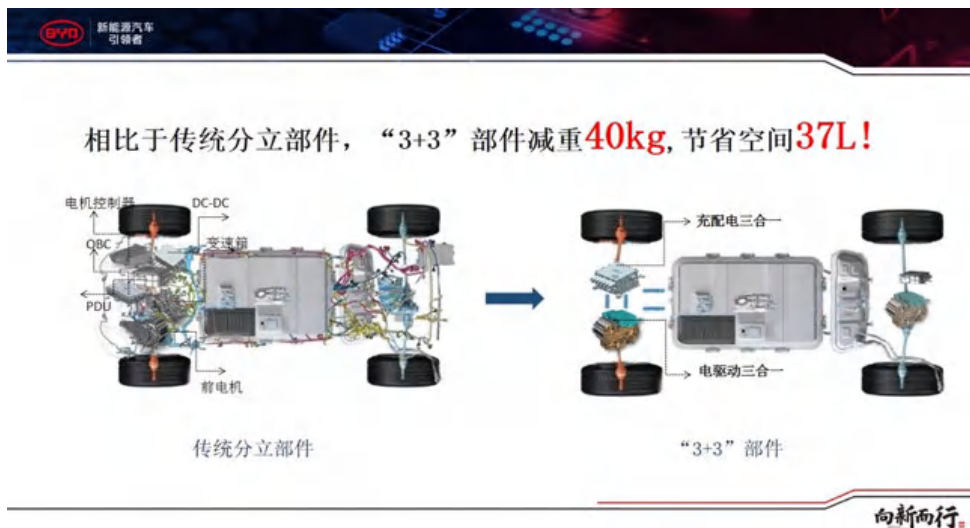 BYD
新能源汽车
引领者
相比于传统分立部件，“3+3”部件减重40kg,节省空间37L!
电机控制器
DC-DC
OBC
变速箱
PDU
前电机
充配电三合一
电驱动三合一
传统分立部件
“3+3”部件
向新而行